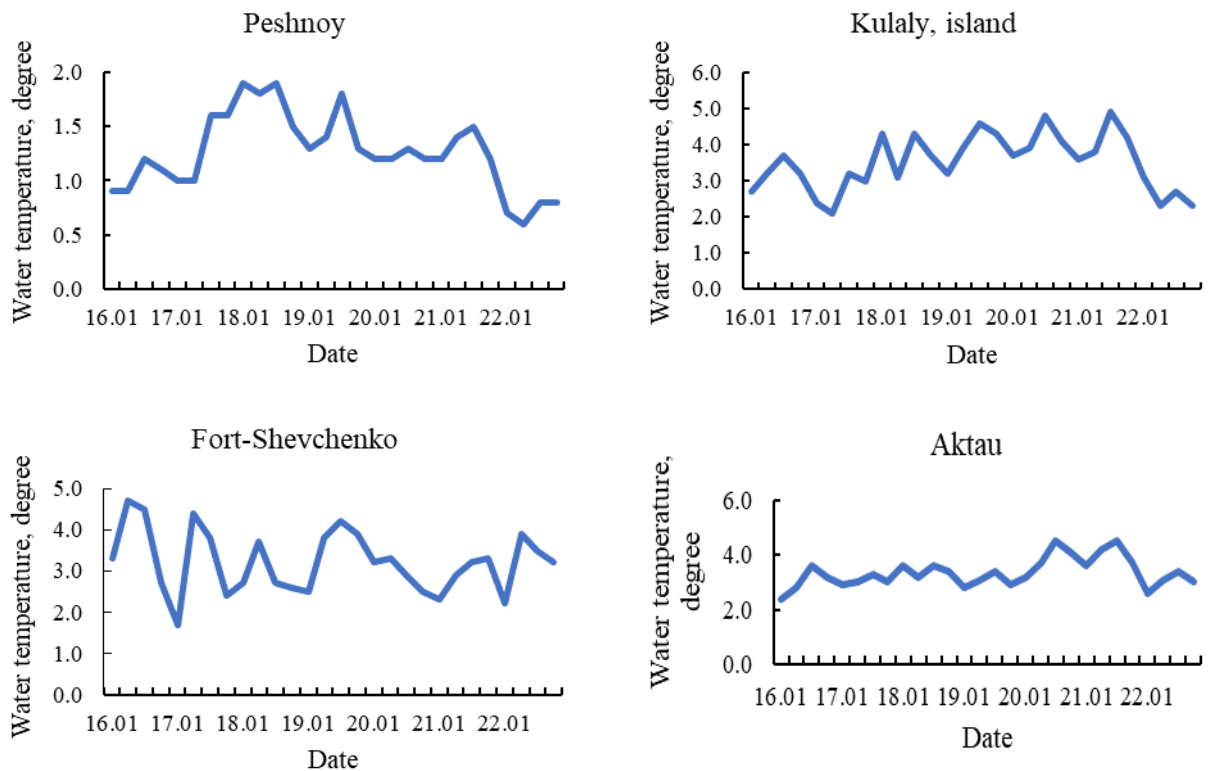 Peshnoy
Water temperature, degree
2.0
1.5
1.0
0.5
0.0
16.01 17.01 18.01 19.01 20.01 21.01 22.01
Date
Kulaly, island
Water temperature, degree
6.0
5.0
4.0
3.0
2.0
1.0
0.0
16.01 17.01 18.01 19.01 20.01 21.01 22.01
Date
Fort-Shevchenko
Water temperature, degree
5.0
4.0
3.0
2.0
1.0
0.0
16.01 17.01 18.01 19.01 20.01 21.01 22.01
Date
Aktau
Water temperature,
degree
6.0
4.0
2.0
0.0
16.01 17.01 18.01 19.01 20.01 21.01 22.01
Date